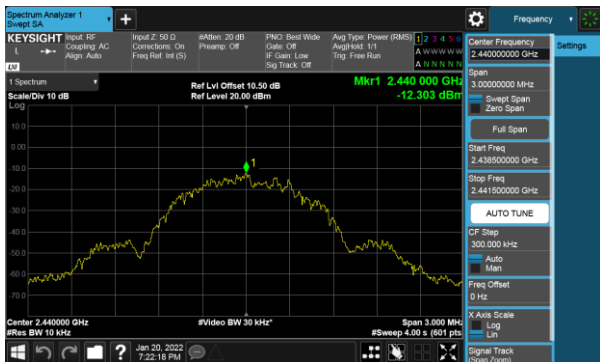 Spectrum Analyzer 1
Swept SA
+
Frequency
KEYSIGHT
L
Input: RF
Coupling: AC
Align: Auto
Input Z: 50 Ω
Corrections: On
Freq Ref: Int (S)
#Atten: 20 dB
Preamp: Off
PNO: Best Wide
Gate: Off
IF Gain: Low
Sig Track: Off
Avg Type: Power (RMS)
Avg|Hold: 1/1
Trig: Free Run
1 2 3 4 5 6
A W W W W W
A N N N N N
LXI
1 Spectrum
Scale/Div 10 dB
Ref Lvl Offset 10.50 dB
Ref Level 20.00 dBm
Mkr1 2.440 000 GHz
-12.303 dBm
Log
10.0
0.00
-10.0
-20.0
-30.0
-40.0
-50.0
-60.0
-70.0
1
Center 2.440000 GHz
#Res BW 10 kHz
#Video BW 30 kHz*
Span 3.000 MHz
#Sweep 4.00 s (601 pts)
Jan 20, 2022
7:22:18 PM
?
Center Frequency
2.440000000 GHz
Settings
Span
3.00000000 MHz
Swept Span
Zero Span
Full Span
Start Freq
2.438500000 GHz
Stop Freq
2.441500000 GHz
AUTO TUNE
CF Step
300.000 kHz
Auto
Man
Freq Offset
0 Hz
X Axis Scale
Log
Lin
Signal Track
(Span Zoom)